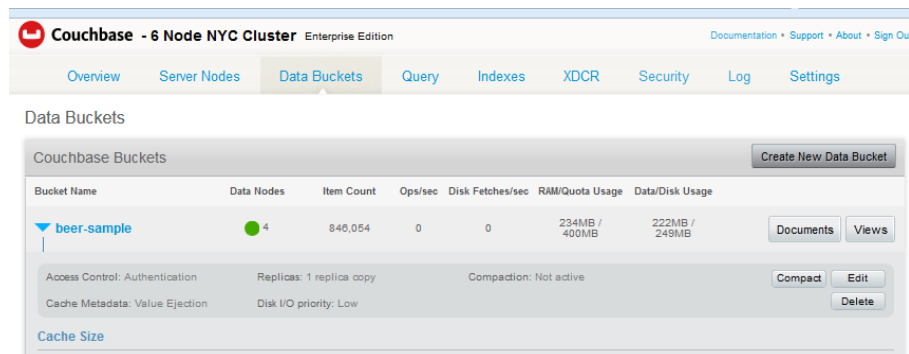 Couchbase - 6 Node NYC Cluster Enterprise Edition Documentation • Support • About • Sign Ou
Overview Server Nodes Data Buckets Query Indexes XDCR Security Log Settings
Data Buckets
Couchbase Buckets Create New Data Bucket
Bucket Name Data Nodes Item Count Ops/sec Disk Fetches/sec RAM/Quota Usage Data/Disk Usage
beer-sample 4 846,054 0 0 234MB / 400MB 222MB / 249MB Documents Views
Access Control: Authentication Replicas: 1 replica copy Compaction: Not active Compact Edit
Cache Metadata: Value Ejection Disk I/O priority: Low Delete
Cache Size